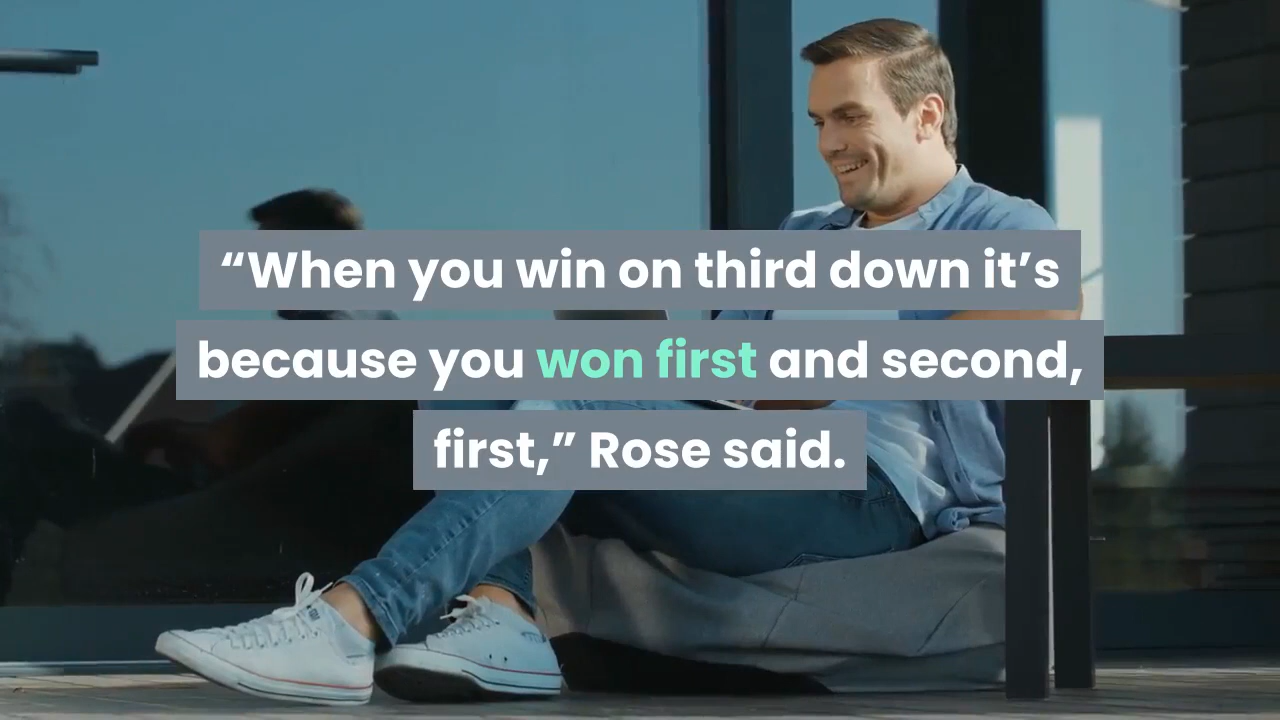 “When you win on third down it’s
because you won first and second,
first,” Rose said.